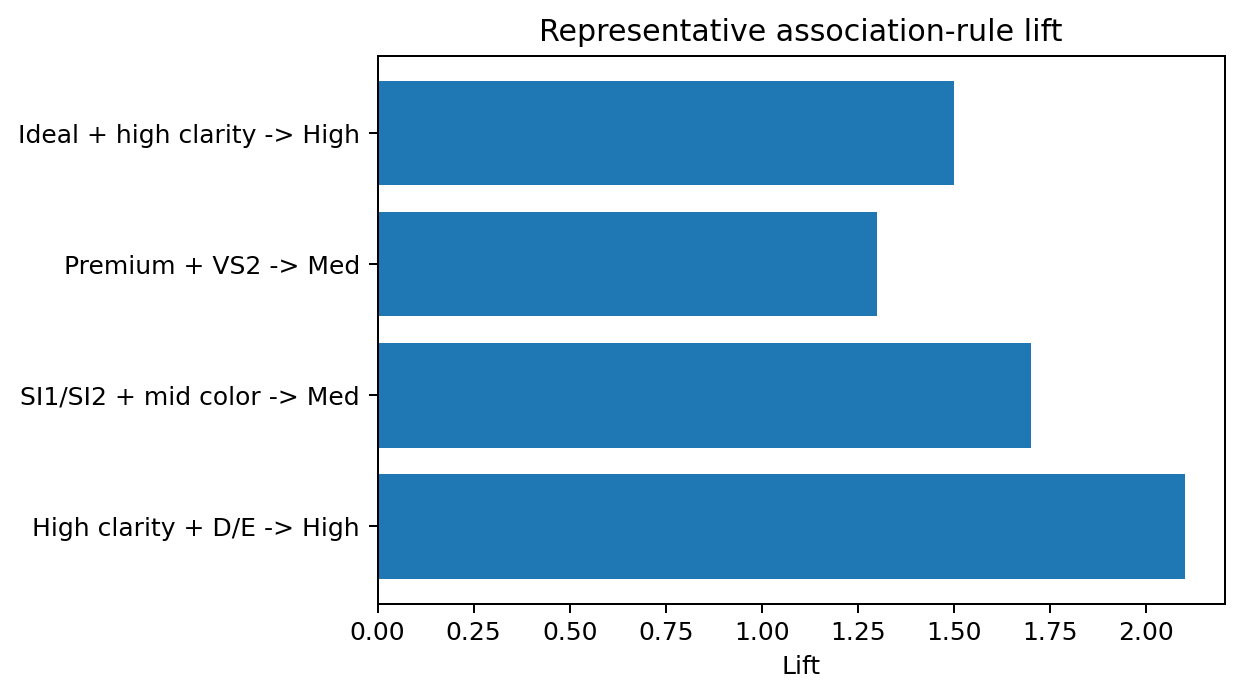 Representative association-rule lift
Ideal + high clarity -> High
Premium + VS2 -> Med
SI1/SI2 + mid color -> Med
High clarity + D/E -> High
0.00 0.25 0.50 0.75 1.00 1.25 1.50 1.75 2.00
Lift